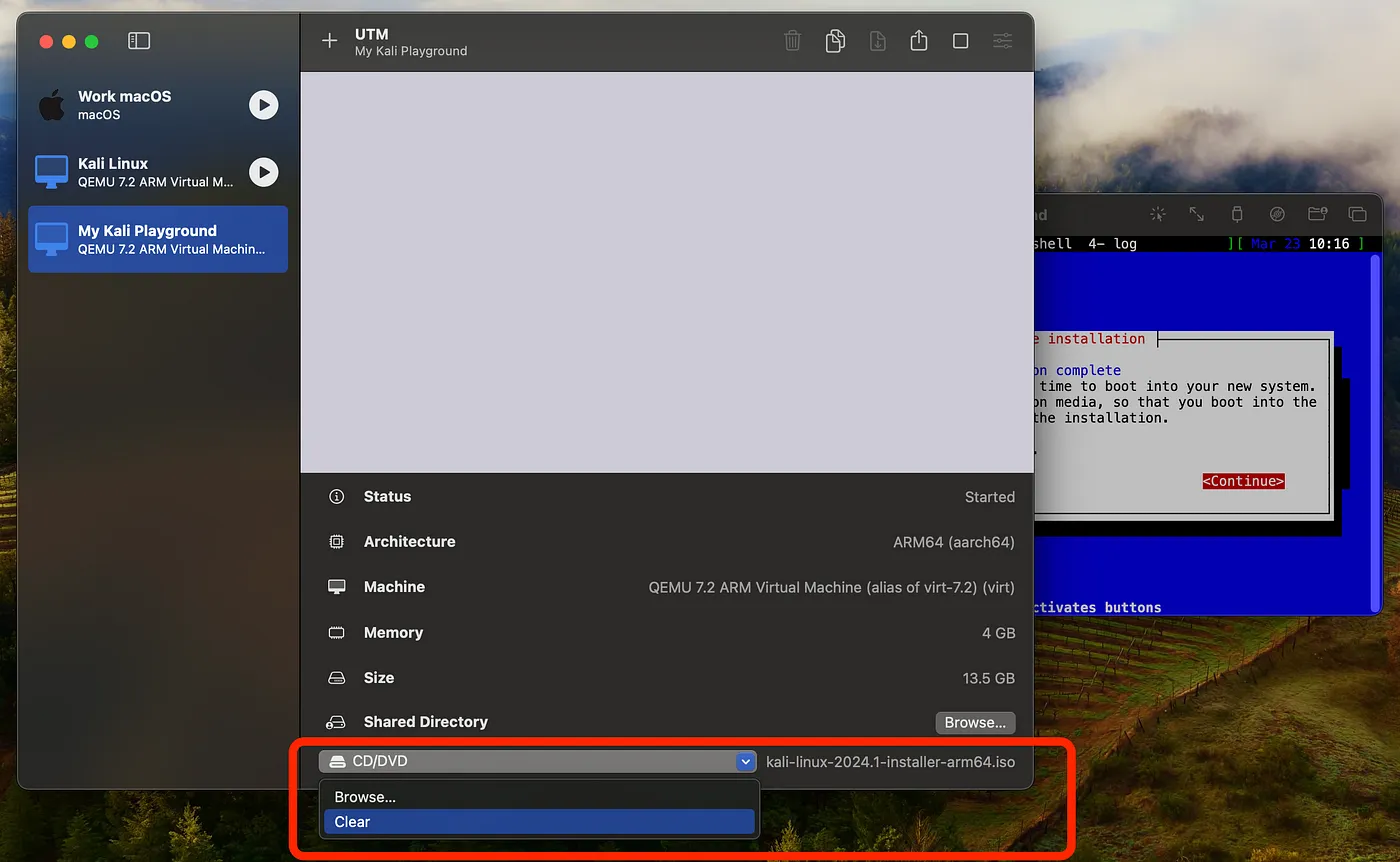 UTM
My Kali Playground
Work macOS
macOS
Kali Linux
QEMU 7.2 ARM Virtual M...
My Kali Playground
QEMU 7.2 ARM Virtual Machin...
Status
Started
Architecture
ARM64 (aarch64)
Machine
QEMU 7.2 ARM Virtual Machine (alias of virt-7.2) (virt)
Memory
4 GB
Size
13.5 GB
Shared Directory
Browse...
CD/DVD
kali-linux-2024.1-installer-arm64.iso
Browse...
Clear
nd
shell 4- log ][ Mar 23 10:16 ]
e installation
on complete
time to boot into your new system.
on media, so that you boot into the
the installation.
.
<Continue>
ctivates buttons